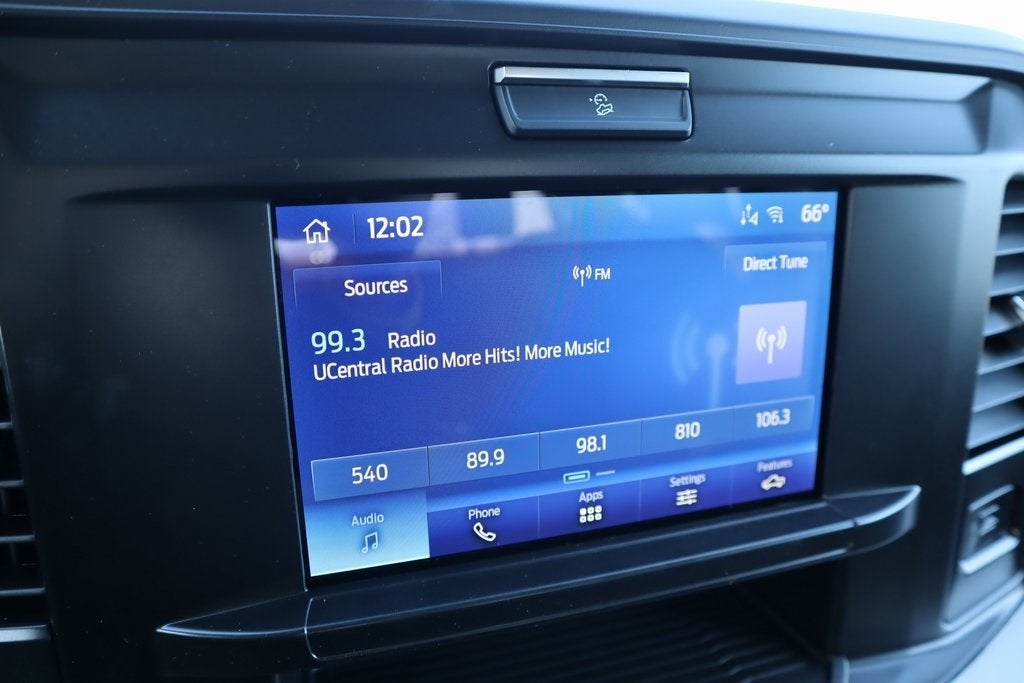 12:02
66°
Sources
FM
Direct Tune
99.3 Radio
UCentral Radio More Hits! More Music!
540 89.9 98.1 810 106.3
Audio Phone Apps Settings Features